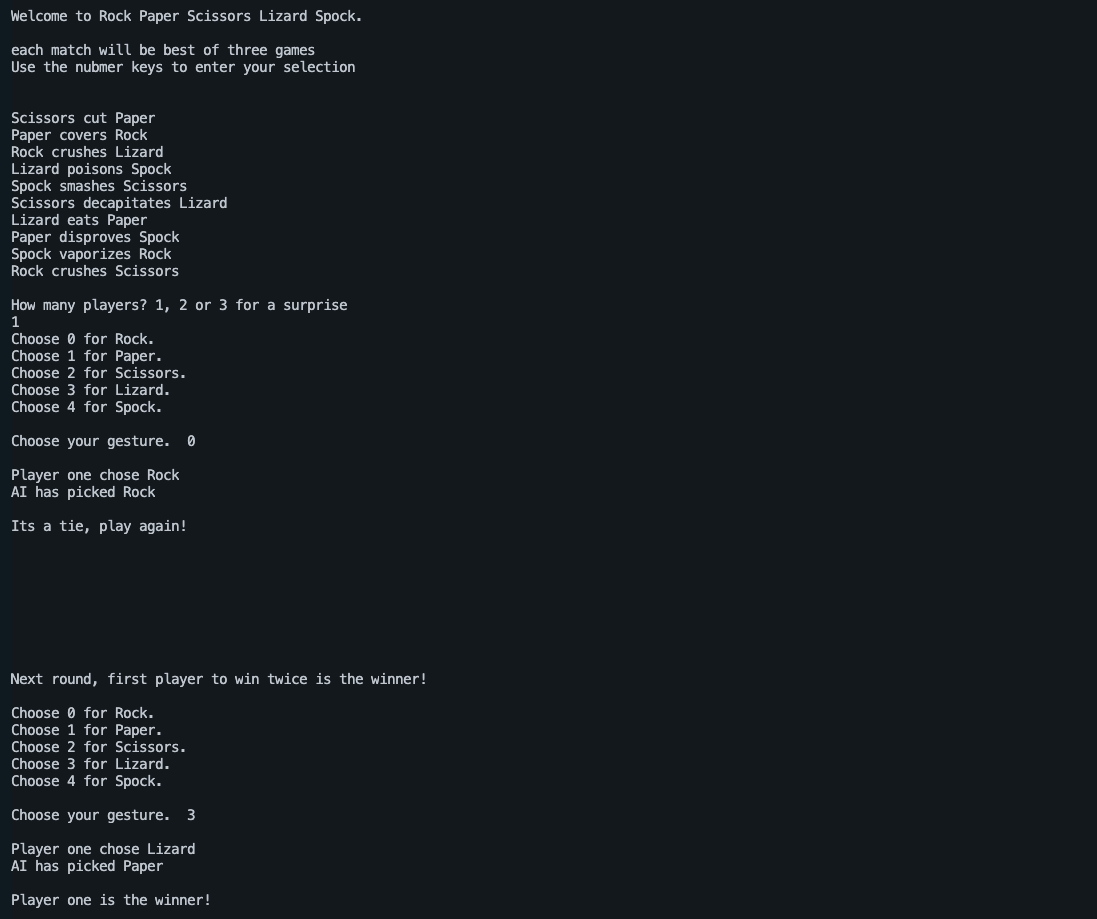 Welcome to Rock Paper Scissors Lizard Spock.
each match will be best of three games
Use the nubmer keys to enter your selection
Scissors cut Paper
Paper covers Rock
Rock crushes Lizard
Lizard poisons Spock
Spock smashes Scissors
Scissors decapitates Lizard
Lizard eats Paper
Paper disproves Spock
Spock vaporizes Rock
Rock crushes Scissors
How many players? 1, 2 or 3 for a surprise
1
Choose 0 for Rock.
Choose 1 for Paper.
Choose 2 for Scissors.
Choose 3 for Lizard.
Choose 4 for Spock.
Choose your gesture.  0
Player one chose Rock
AI has picked Rock
Its a tie, play again!
Next round, first player to win twice is the winner!
Choose 0 for Rock.
Choose 1 for Paper.
Choose 2 for Scissors.
Choose 3 for Lizard.
Choose 4 for Spock.
Choose your gesture.  3
Player one chose Lizard
AI has picked Paper
Player one is the winner!